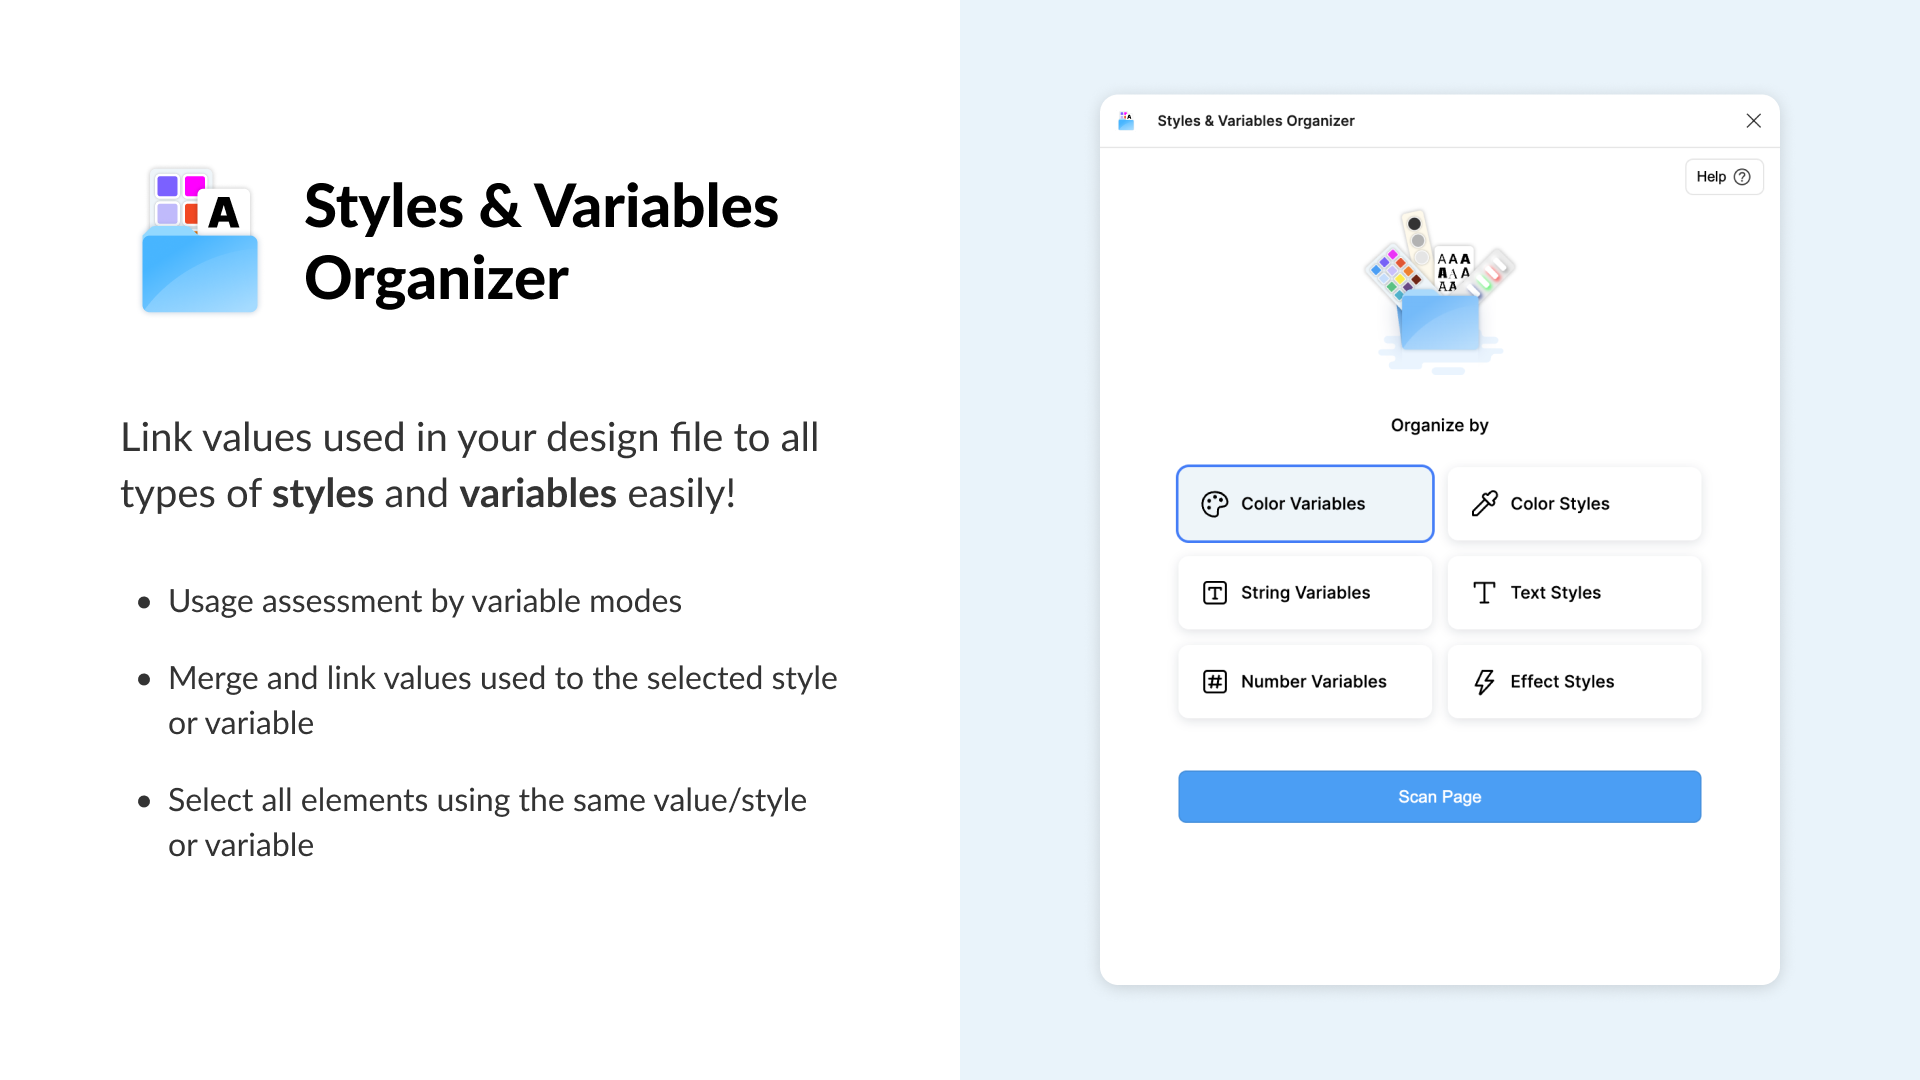 A
Styles & Variables
Organizer
Link values used in your design file to all
types of styles and variables easily!
• Usage assessment by variable modes
• Merge and link values used to the selected style
or variable
• Select all elements using the same value/style
or variable
Styles & Variables Organizer
Help
AAA
AAA
AA
Organize by
Color Variables
Color Styles
String Variables
Text Styles
Number Variables
Effect Styles
Scan Page